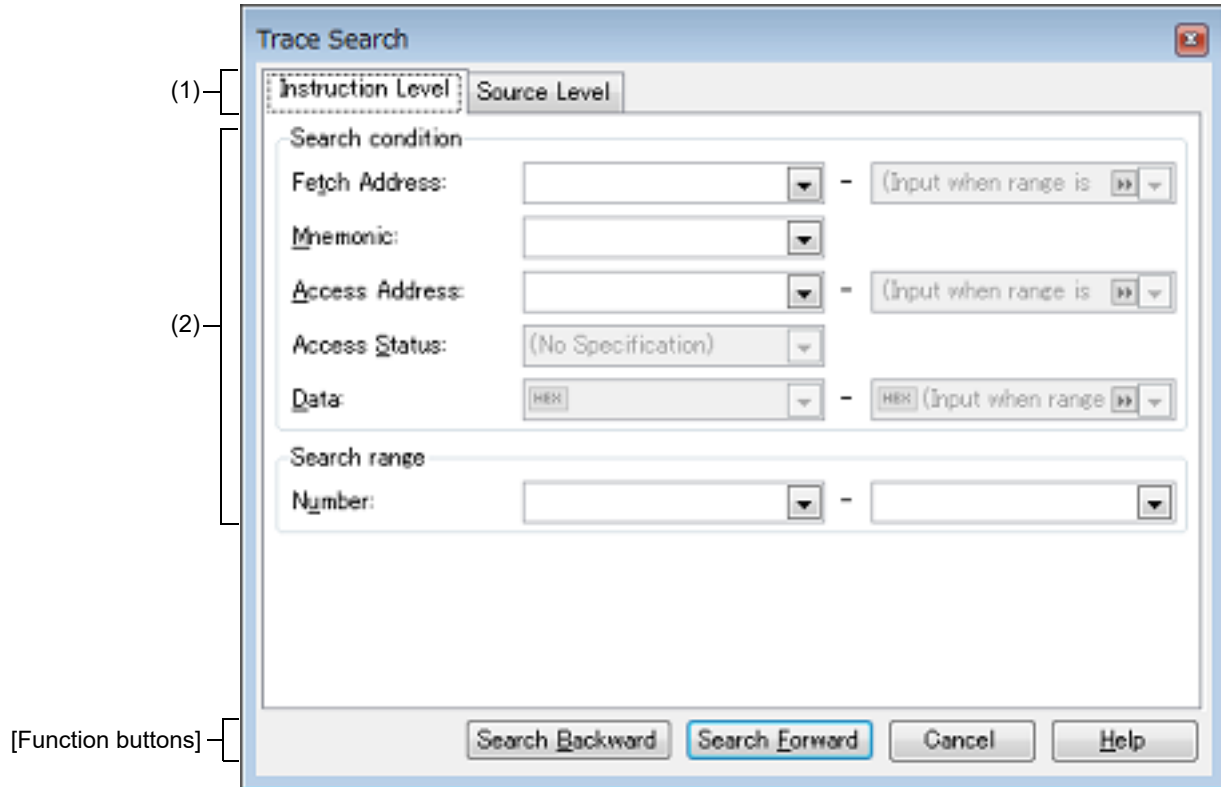 Trace Search
(1)
Instruction Level Source Level
Search condition
Fetch Address: - (Input when range is
Mnemonic:
Access Address: - (Input when range is
(2)
Access Status: (No Specification)
Data: HEX - HEX (Input when range
Search range
Number: -
[Function buttons] Search Backward Search Forward Cancel Help